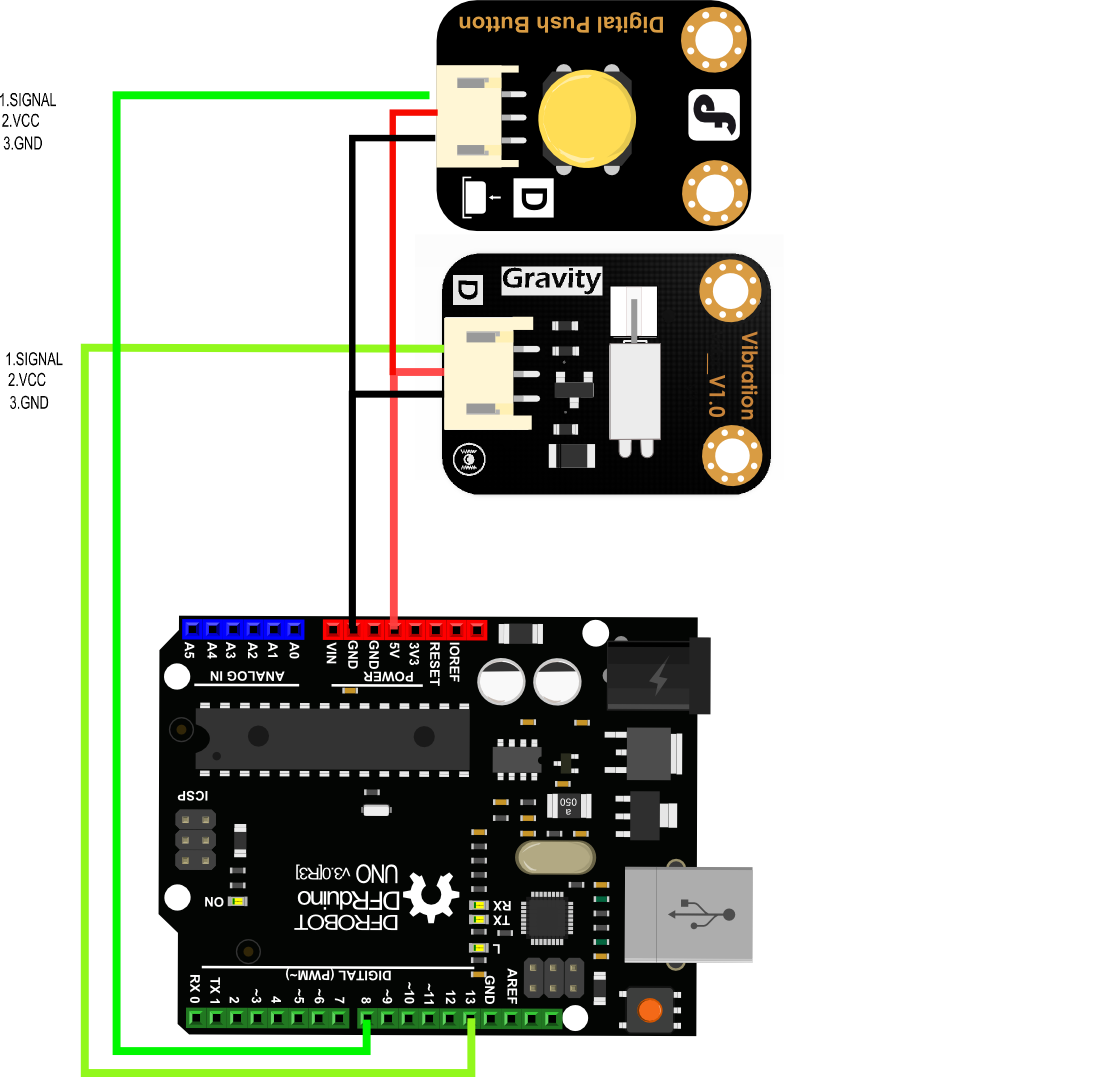 Digital Push Button
1.SIGNAL
2.VCC
3.GND
D
Gravity
D
Vibration
_V1.0
1.SIGNAL
2.VCC
3.GND
A5
A4
A3
A2
A1
A0
VIN
GND
GND
5V
3V3
RESET
IOREF
ANALOG IN
POWER
ICSP
050
a
ON
UNO v3.0[R3]
DFRduino
DFROBOT
RX
TX
L
DIGITAL (PWM~)
RX 0
TX 1
2
~3
4
~5
~6
7
8
~9
~10
~11
12
13
GND
AREF